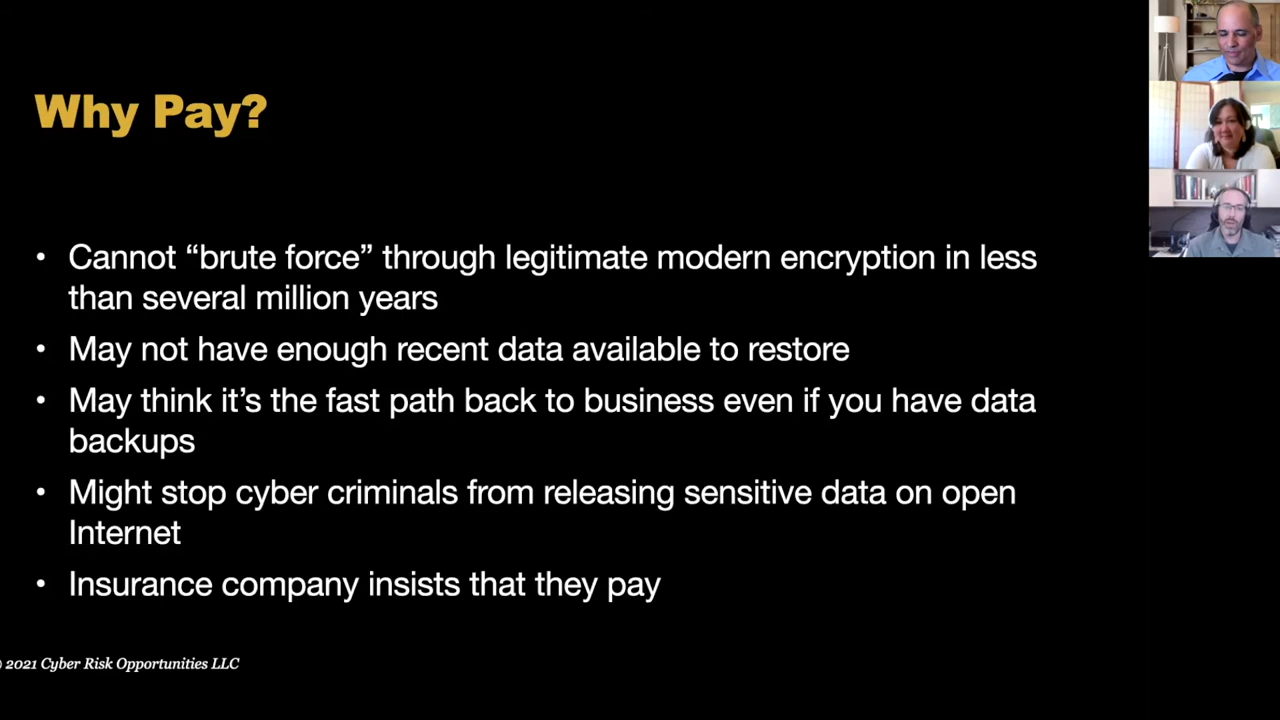 Why Pay?
• Cannot “brute force” through legitimate modern encryption in less
than several million years
• May not have enough recent data available to restore
• May think it’s the fast path back to business even if you have data
backups
• Might stop cyber criminals from releasing sensitive data on open
Internet
• Insurance company insists that they pay
© 2021 Cyber Risk Opportunities LLC